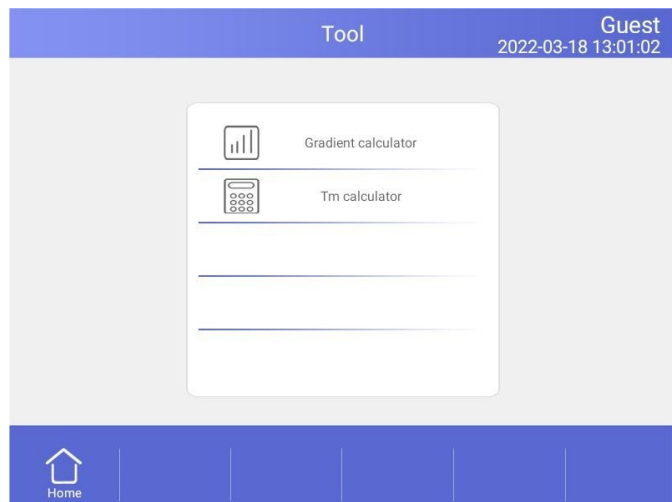 Tool
Guest
2022-03-18 13:01:02
Gradient calculator
Tm calculator
Home